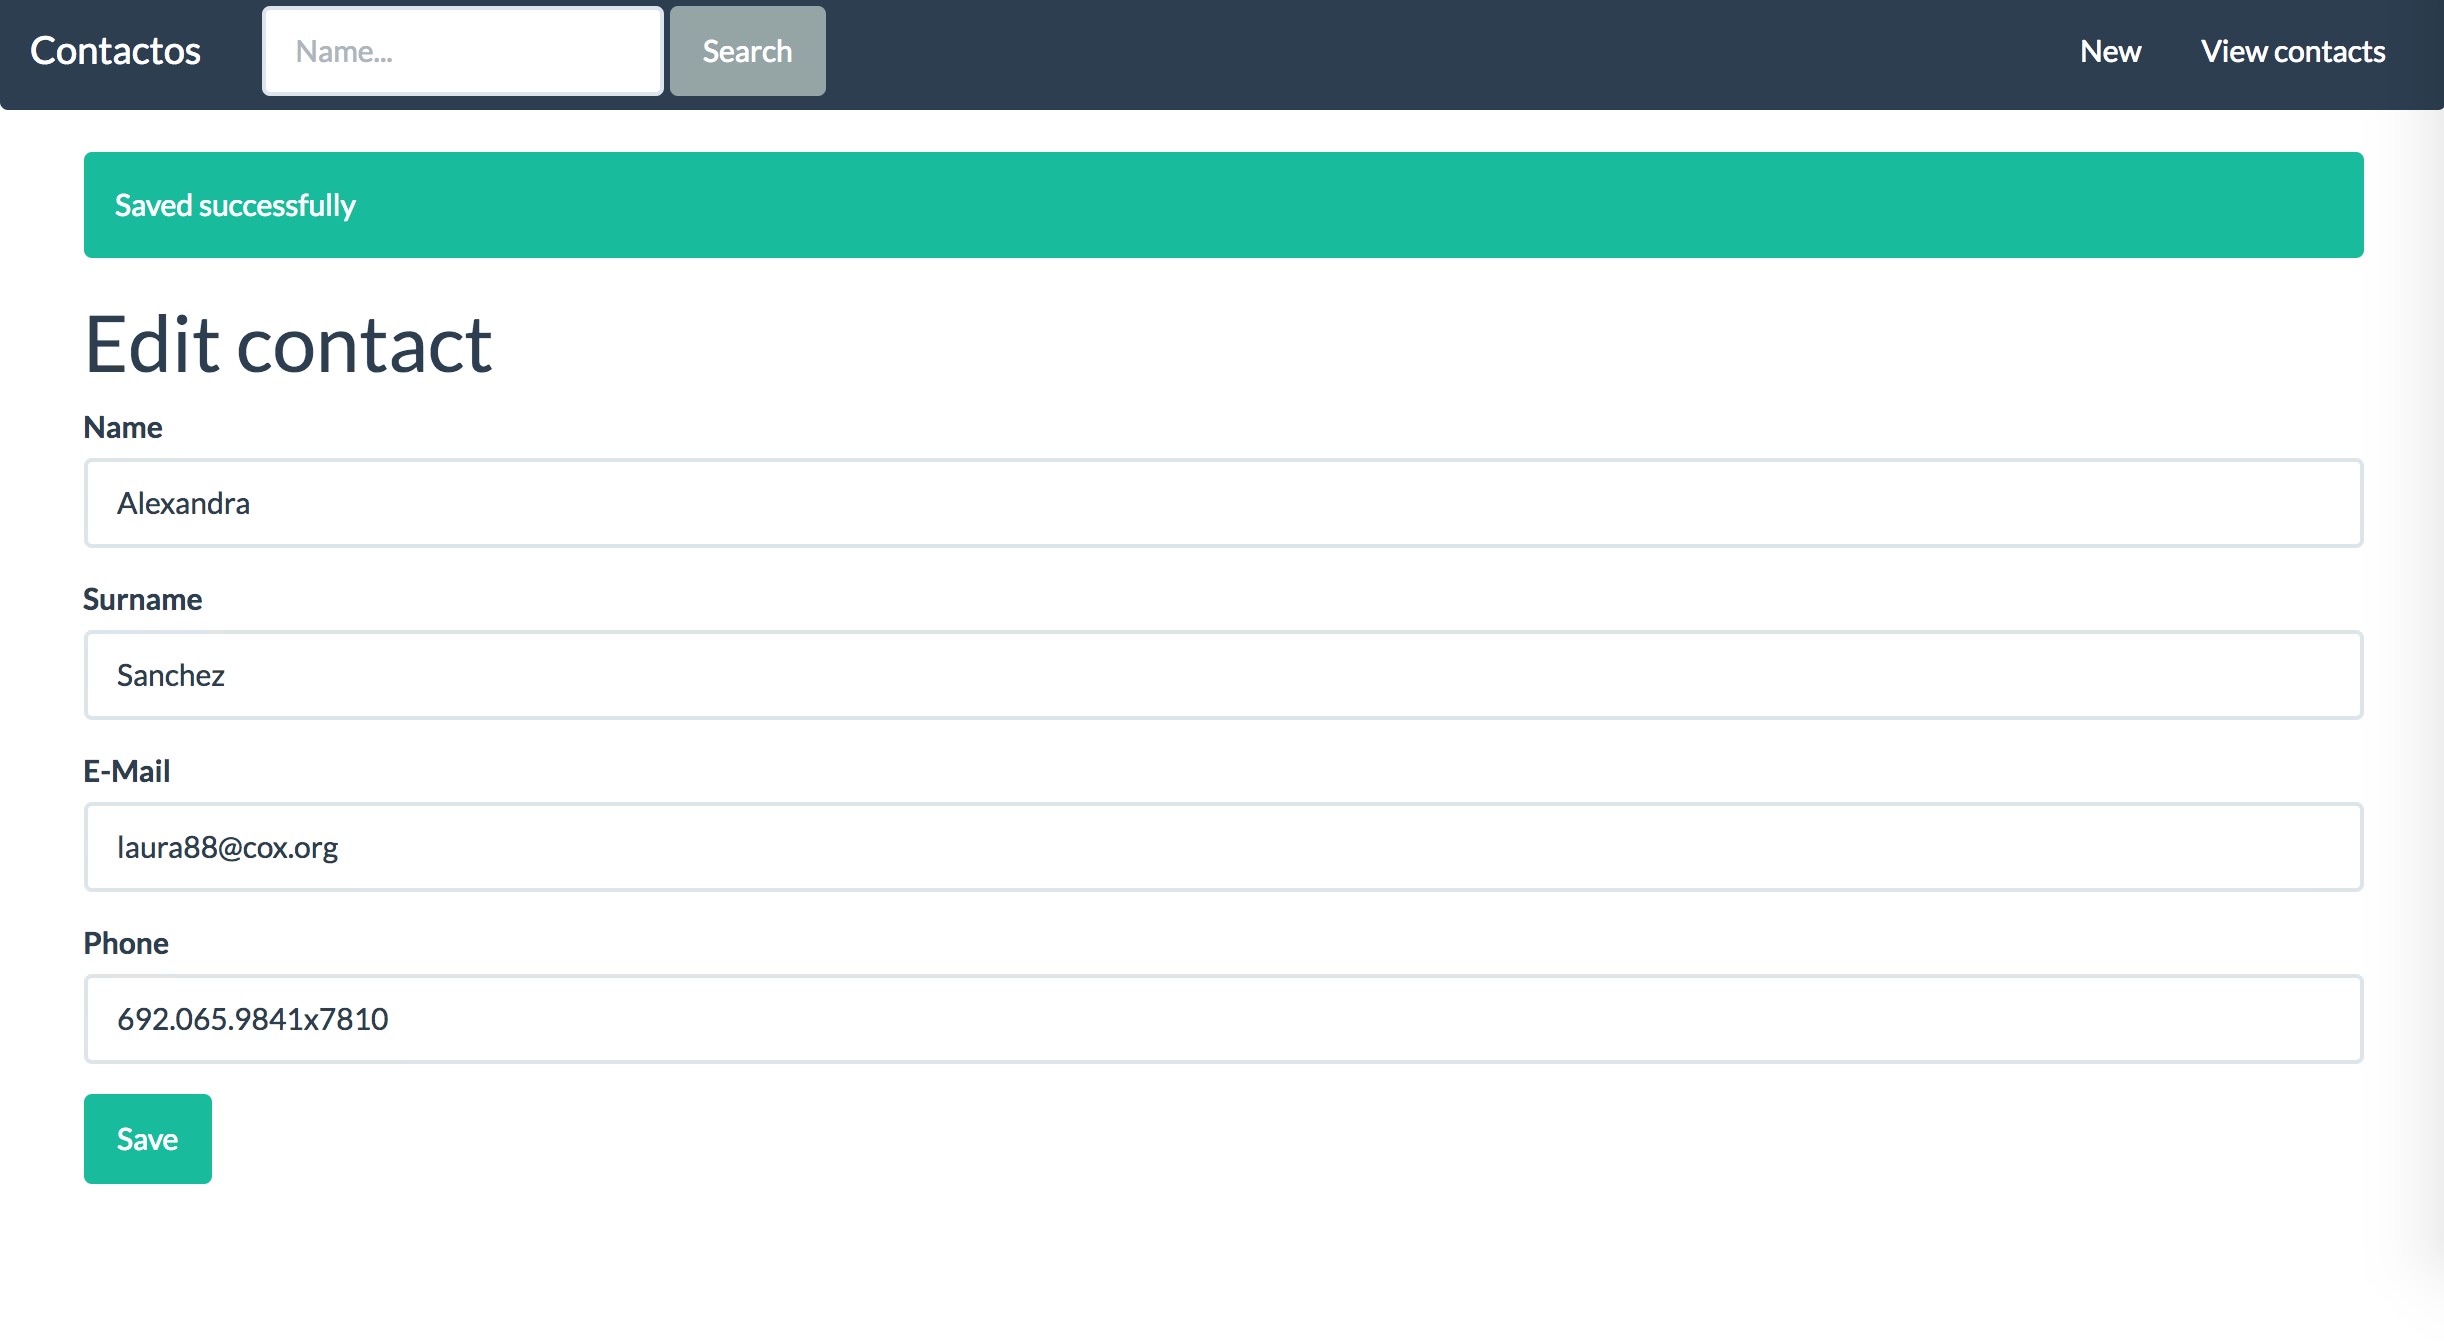 Contactos Name... Search New View contacts
Saved successfully
Edit contact
Name
Alexandra
Surname
Sanchez
E-Mail
laura88@cox.org
Phone
692.065.9841x7810
Save